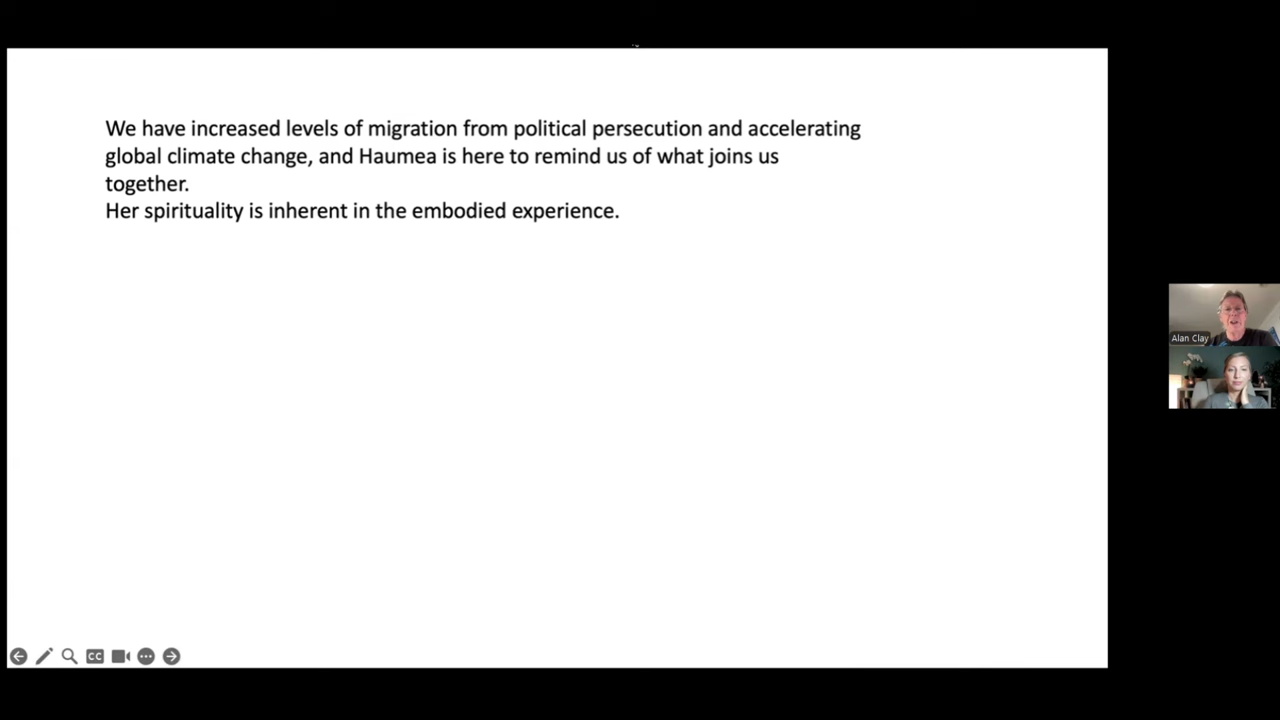 We have increased levels of migration from political persecution and accelerating
global climate change, and Haumea is here to remind us of what joins us
together.
Her spirituality is inherent in the embodied experience.
Alan Clay
CC